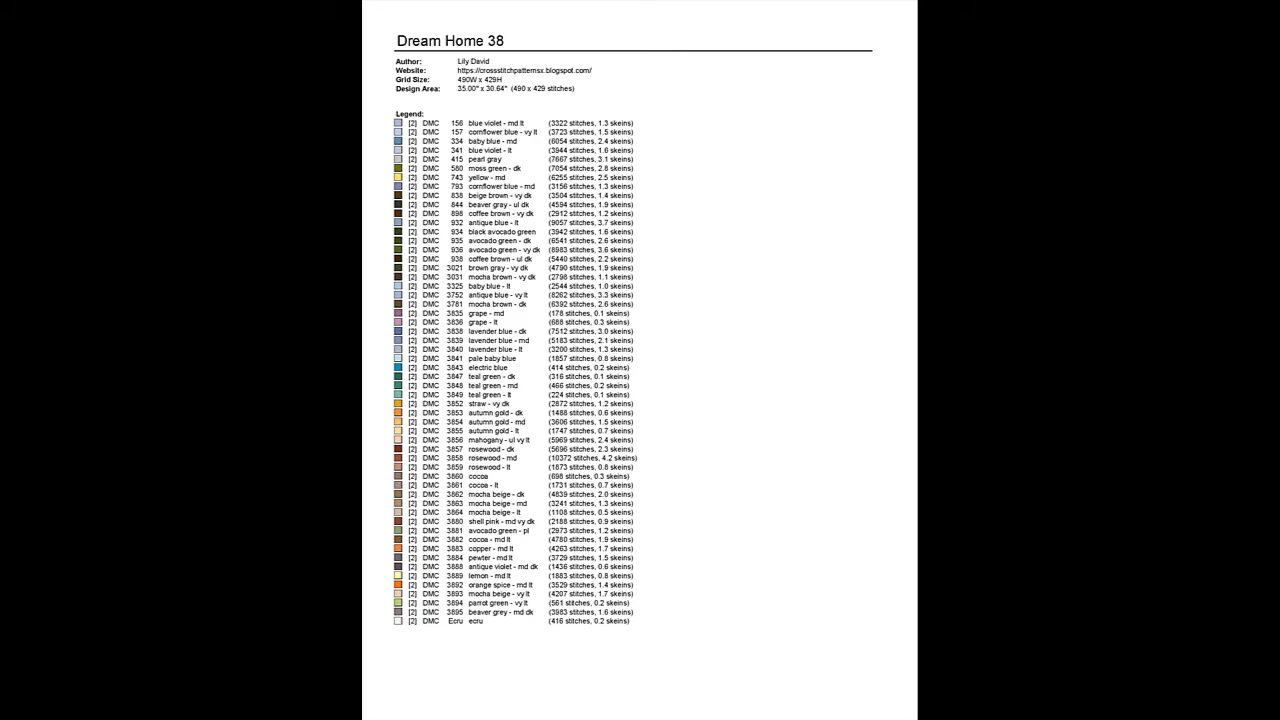 Dream Home 38
Author: Lily David
Website: https://crossstitchpatternsx.blogspot.com/
Grid Size: 490W x 429H
Design Area: 35.00" x 30.64" (490 x 429 stitches)
Legend:
[2] DMC 156 blue violet - md lt (3322 stitches, 1.3 skeins)
[2] DMC 157 cornflower blue - vy lt (3723 stitches, 1.5 skeins)
[2] DMC 334 baby blue - md (6054 stitches, 2.4 skeins)
[2] DMC 341 blue violet - lt (3944 stitches, 1.6 skeins)
[2] DMC 415 pearl gray (7667 stitches, 3.1 skeins)
[2] DMC 580 moss green - dk (7054 stitches, 2.8 skeins)
[2] DMC 743 yellow - md (6255 stitches, 2.5 skeins)
[2] DMC 793 cornflower blue - md (3156 stitches, 1.3 skeins)
[2] DMC 838 beige brown - vy dk (3504 stitches, 1.4 skeins)
[2] DMC 844 beaver gray - ul dk (4594 stitches, 1.9 skeins)
[2] DMC 898 coffee brown - vy dk (2912 stitches, 1.2 skeins)
[2] DMC 932 antique blue - lt (9057 stitches, 3.7 skeins)
[2] DMC 934 black avocado green (3942 stitches, 1.6 skeins)
[2] DMC 935 avocado green - dk (6541 stitches, 2.6 skeins)
[2] DMC 936 avocado green - vy dk (8983 stitches, 3.6 skeins)
[2] DMC 938 coffee brown - ul dk (5440 stitches, 2.2 skeins)
[2] DMC 3021 brown gray - vy dk (4790 stitches, 1.9 skeins)
[2] DMC 3031 mocha brown - vy dk (2798 stitches, 1.1 skeins)
[2] DMC 3325 baby blue - lt (2544 stitches, 1.0 skeins)
[2] DMC 3752 antique blue - vy lt (8262 stitches, 3.3 skeins)
[2] DMC 3781 mocha brown - dk (6392 stitches, 2.6 skeins)
[2] DMC 3835 grape - md (178 stitches, 0.1 skeins)
[2] DMC 3836 grape - lt (688 stitches, 0.3 skeins)
[2] DMC 3838 lavender blue - dk (7512 stitches, 3.0 skeins)
[2] DMC 3839 lavender blue - md (5183 stitches, 2.1 skeins)
[2] DMC 3840 lavender blue - lt (3200 stitches, 1.3 skeins)
[2] DMC 3841 pale baby blue (1857 stitches, 0.8 skeins)
[2] DMC 3843 electric blue (414 stitches, 0.2 skeins)
[2] DMC 3847 teal green - dk (316 stitches, 0.1 skeins)
[2] DMC 3848 teal green - md (466 stitches, 0.2 skeins)
[2] DMC 3849 teal green - lt (224 stitches, 0.1 skeins)
[2] DMC 3852 straw - vy dk (2872 stitches, 1.2 skeins)
[2] DMC 3853 autumn gold - dk (1488 stitches, 0.6 skeins)
[2] DMC 3854 autumn gold - md (3606 stitches, 1.5 skeins)
[2] DMC 3855 autumn gold - lt (1747 stitches, 0.7 skeins)
[2] DMC 3856 mahogany - ul vy lt (5969 stitches, 2.4 skeins)
[2] DMC 3857 rosewood - dk (5696 stitches, 2.3 skeins)
[2] DMC 3858 rosewood - md (10372 stitches, 4.2 skeins)
[2] DMC 3859 rosewood - lt (1873 stitches, 0.8 skeins)
[2] DMC 3860 cocoa (698 stitches, 0.3 skeins)
[2] DMC 3861 cocoa - lt (1731 stitches, 0.7 skeins)
[2] DMC 3862 mocha beige - dk (4839 stitches, 2.0 skeins)
[2] DMC 3863 mocha beige - md (3241 stitches, 1.3 skeins)
[2] DMC 3864 mocha beige - lt (1108 stitches, 0.5 skeins)
[2] DMC 3880 shell pink - md vy dk (2188 stitches, 0.9 skeins)
[2] DMC 3881 avocado green - pl (2973 stitches, 1.2 skeins)
[2] DMC 3882 cocoa - md lt (4780 stitches, 1.9 skeins)
[2] DMC 3883 copper - md lt (4263 stitches, 1.7 skeins)
[2] DMC 3884 pewter - md lt (3729 stitches, 1.5 skeins)
[2] DMC 3888 antique violet - md dk (1436 stitches, 0.6 skeins)
[2] DMC 3889 lemon - md lt (1883 stitches, 0.8 skeins)
[2] DMC 3892 orange spice - md lt (3529 stitches, 1.4 skeins)
[2] DMC 3893 mocha beige - vy lt (4207 stitches, 1.7 skeins)
[2] DMC 3894 parrot green - vy lt (561 stitches, 0.2 skeins)
[2] DMC 3895 beaver grey - md dk (3983 stitches, 1.6 skeins)
[2] DMC Ecru ecru (416 stitches, 0.2 skeins)